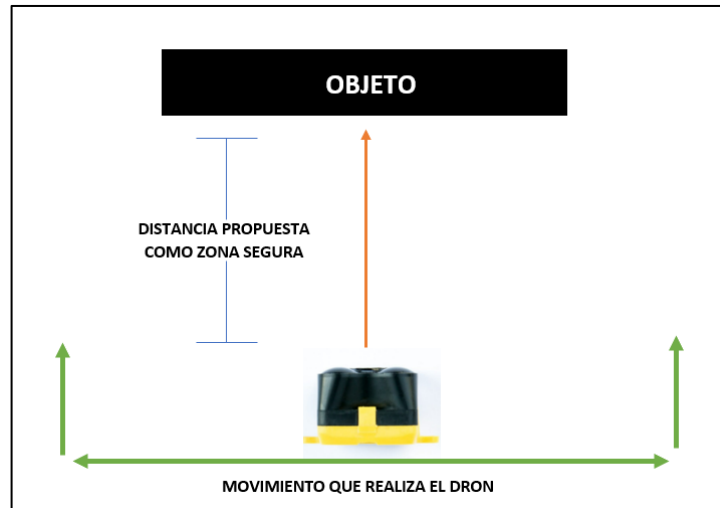 OBJETO
DISTANCIA PROPUESTA
COMO ZONA SEGURA
MOVIMIENTO QUE REALIZA EL DRON